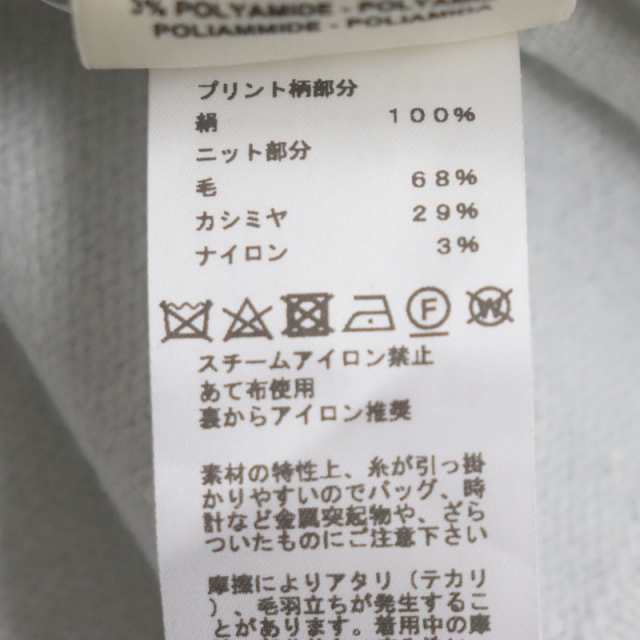 3% POLYAMIDE - POLYAM
POLIAMMIDE - POLIAMIDA
プリント柄部分
絹 100%
ニット部分
毛 68%
カシミヤ 29%
ナイロン 3%
F W
スチームアイロン禁止
あて布使用
裏からアイロン推奨
素材の特性上、糸が引っ掛
かりやすいのでバッグ、時
計など金属突起物や、ざら
ついたものにご注意下さい
摩擦によりアタリ（テカリ
）、毛羽立ちが発生するこ
とがあります。着用中の摩